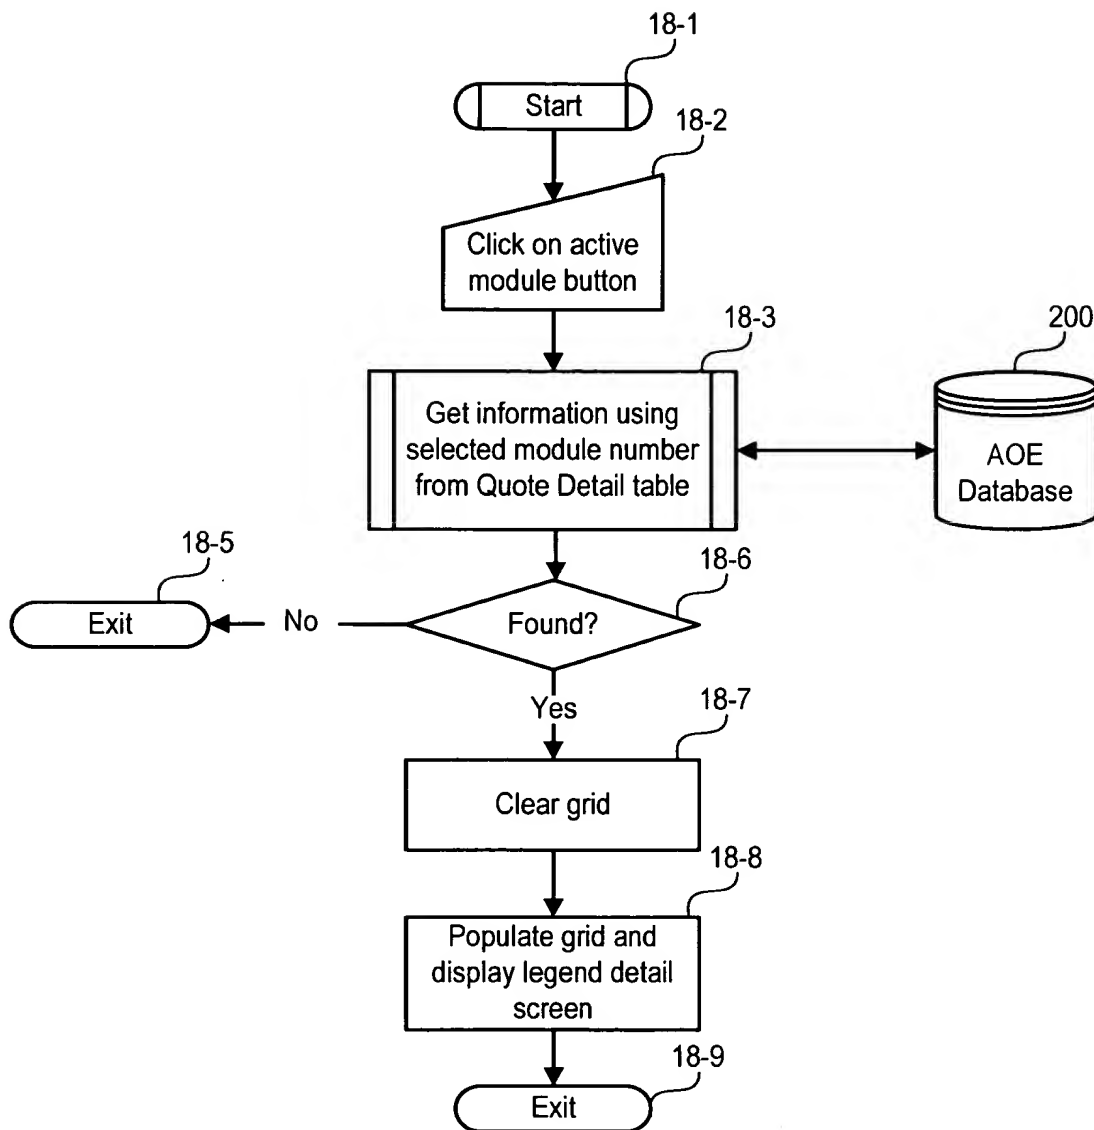 18-1
Start
18-2
Click on active
module button
18-3
200
Get information using
selected module number
from Quote Detail table
AOE
Database
18-5
18-6
Exit
No
Found?
Yes
18-7
Clear grid
18-8
Populate grid and
display legend detail
screen
18-9
Exit